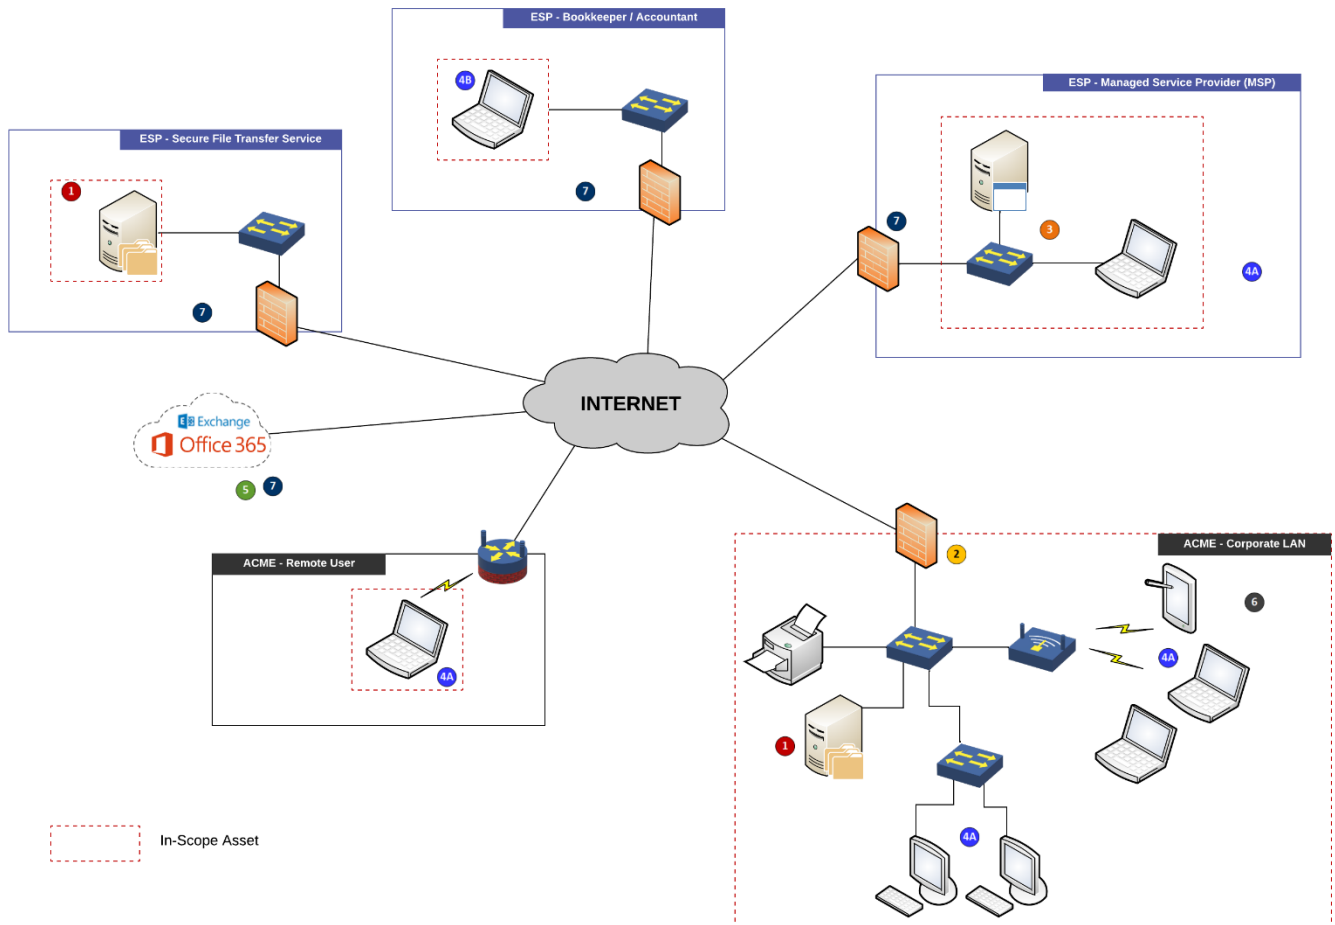 ESP - Bookkeeper / Accountant
4B
7
ESP - Managed Service Provider (MSP)
7
3
4A
ESP - Secure File Transfer Service
1
7
INTERNET
E Exchange
Office 365
5
7
ACME - Remote User
4A
2
ACME - Corporate LAN
6
4A
1
4A
In-Scope Asset